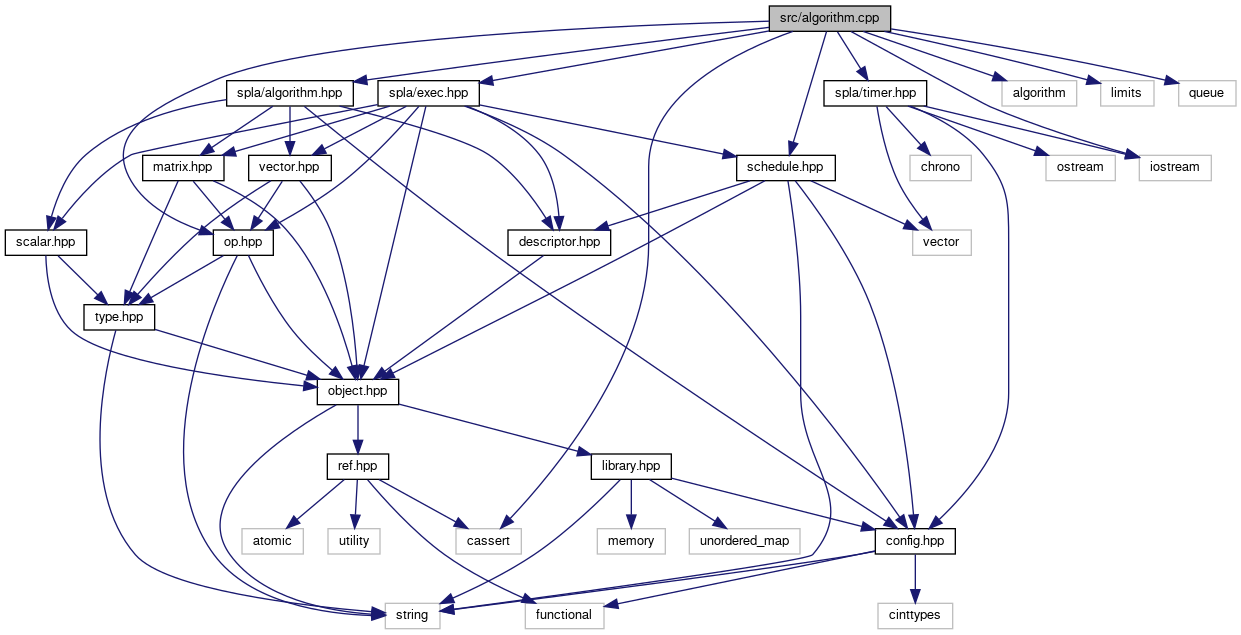 src/algorithm.cpp
spla/algorithm.hpp
spla/exec.hpp
spla/timer.hpp
algorithm
limits
queue
matrix.hpp
vector.hpp
schedule.hpp
chrono
ostream
iostream
scalar.hpp
op.hpp
descriptor.hpp
vector
type.hpp
object.hpp
ref.hpp
library.hpp
atomic
utility
cassert
memory
unordered_map
config.hpp
string
functional
cinttypes